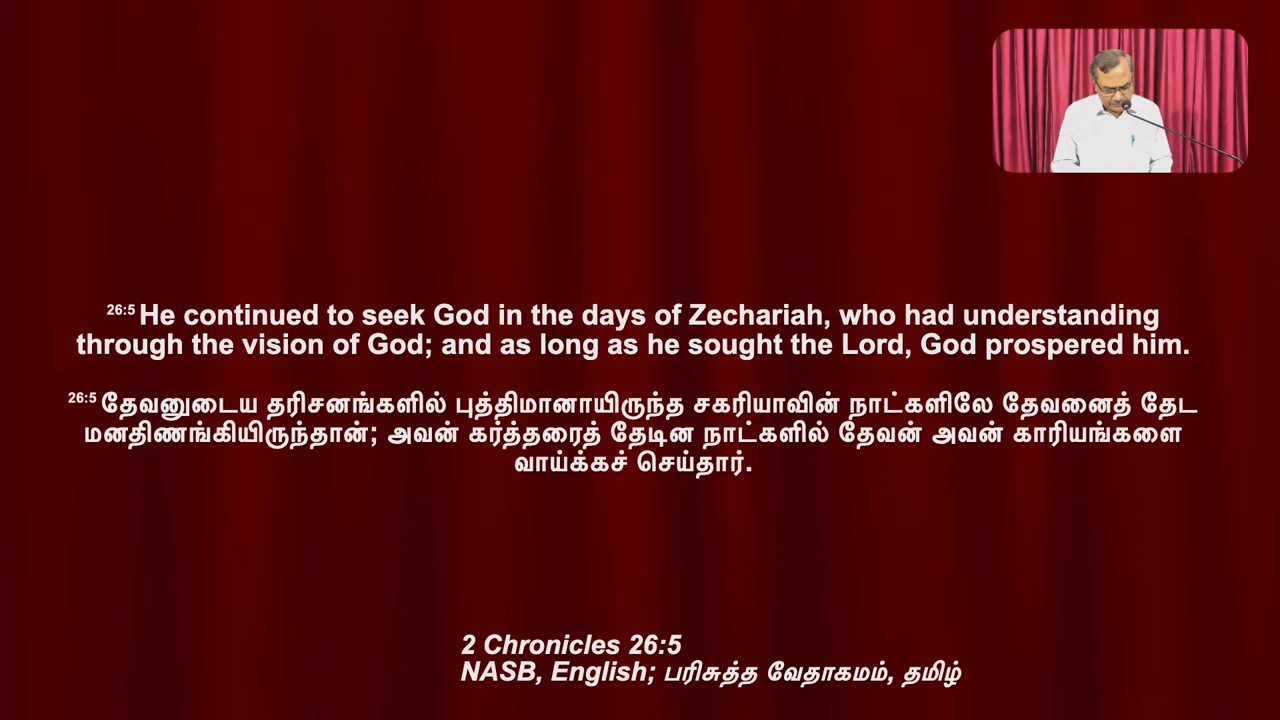 26:5 He continued to seek God in the days of Zechariah, who had understanding
through the vision of God; and as long as he sought the Lord, God prospered him.
26:5 தேவனுடைய தரிசனங்களில் புத்திமானாயிருந்த சகரியாவின் நாட்களிலே தேவனைத் தேட
மனதிணங்கியிருந்தான்; அவன் கர்த்தரைத் தேடின நாட்களில் தேவன் அவன் காரியங்களை
வாய்க்கச் செய்தார்.
2 Chronicles 26:5
NASB, English; பரிசுத்த வேதாகமம், தமிழ்